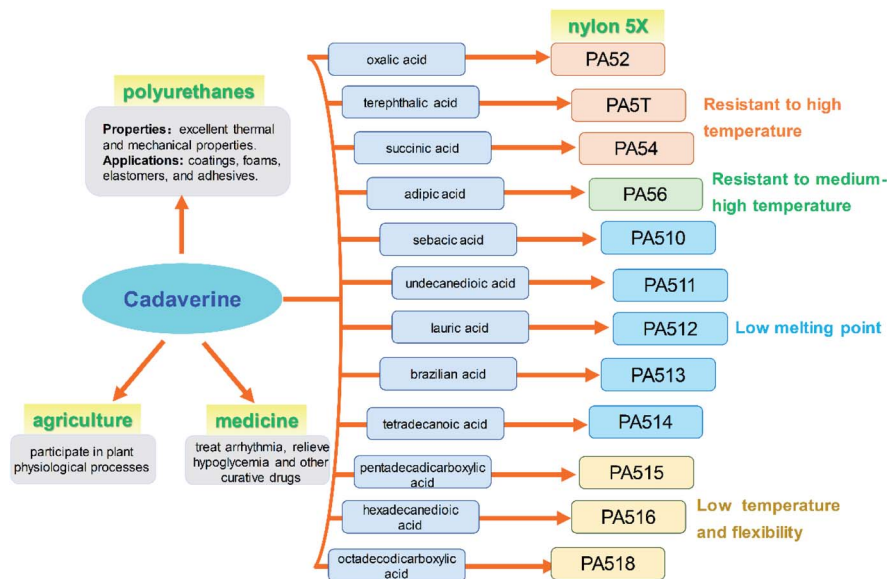 nylon 5X
oxalic acid
PA52
polyurethanes
Properties: excellent thermal
and mechanical properties.
Applications: coatings, foams,
elastomers, and adhesives.
terephthalic acid
PA5T
Resistant to high
temperature
succinic acid
PA54
adipic acid
PA56
Resistant to medium-
high temperature
sebacic acid
PA510
Cadaverine
undecanedioic acid
PA511
lauric acid
PA512
Low melting point
brazilian acid
PA513
agriculture
participate in plant
physiological processes
medicine
treat arrhythmia, relieve
hypoglycemia and other
curative drugs
tetradecanoic acid
PA514
pentadecadicarboxylic
acid
PA515
hexadecanedioic
acid
PA516
Low temperature
and flexibility
octadecodicarboxylic
acid
PA518